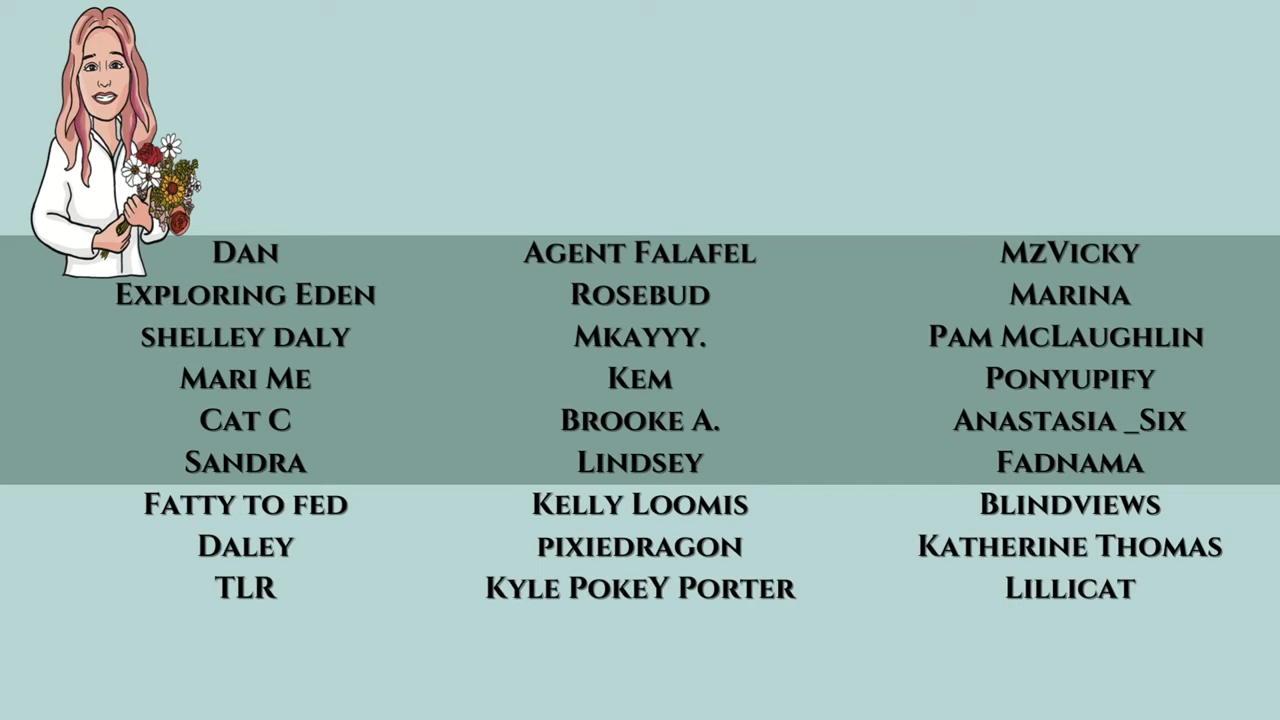 Dan
Exploring Eden
shelley daly
Mari Me
Cat C
Sandra
Fatty to fed
Daley
TLR
Agent Falafel
Rosebud
Mkayyy.
Kem
Brooke A.
Lindsey
Kelly Loomis
pixiedragon
Kyle PokeY Porter
MzVicky
Marina
Pam McLaughlin
Ponyupify
Anastasia _Six
Fadnama
Blindviews
Katherine Thomas
Lillicat